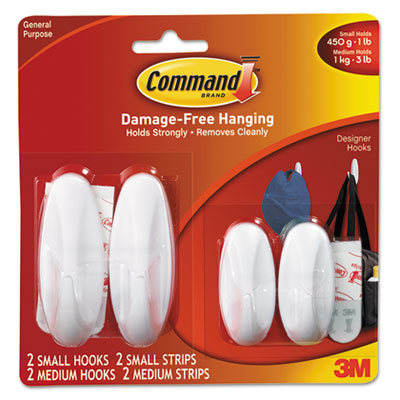 General
Purpose
Small Holds
450 g • 1 lb
Medium Holds
1 kg • 3 lb
Command
BRAND
Damage-Free Hanging
Holds Strongly • Removes Cleanly
Designer
Hooks
2 SMALL HOOKS 2 SMALL STRIPS
2 MEDIUM HOOKS 2 MEDIUM STRIPS
3M